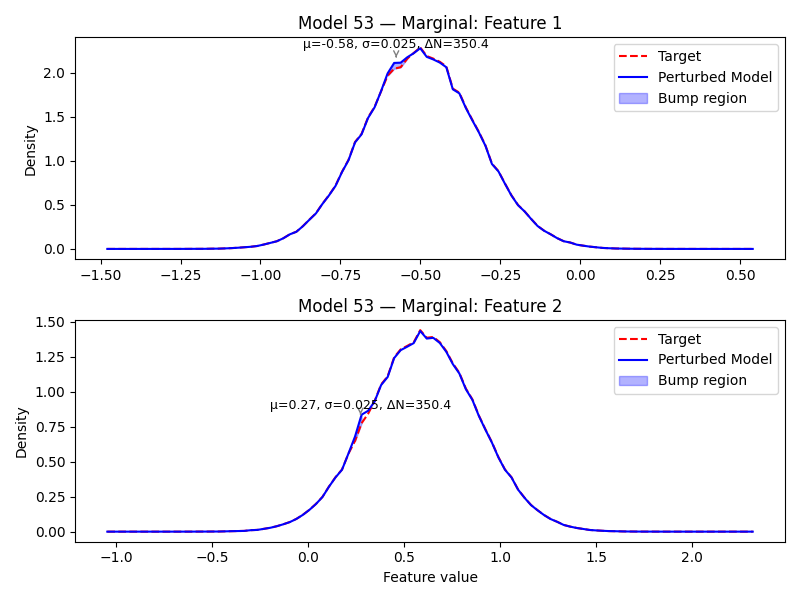 Model 53 — Marginal: Feature 1
μ=-0.58, σ=0.025, ΔN=350.4
Target
Perturbed Model
Bump region
Density
2.0
1.5
1.0
0.5
0.0
−1.50 −1.25 −1.00 −0.75 −0.50 −0.25 0.00 0.25 0.50
Model 53 — Marginal: Feature 2
Target
Perturbed Model
Bump region
μ=0.27, σ=0.025, ΔN=350.4
Density
1.50
1.25
1.00
0.75
0.50
0.25
0.00
−1.0 −0.5 0.0 0.5 1.0 1.5 2.0
Feature value